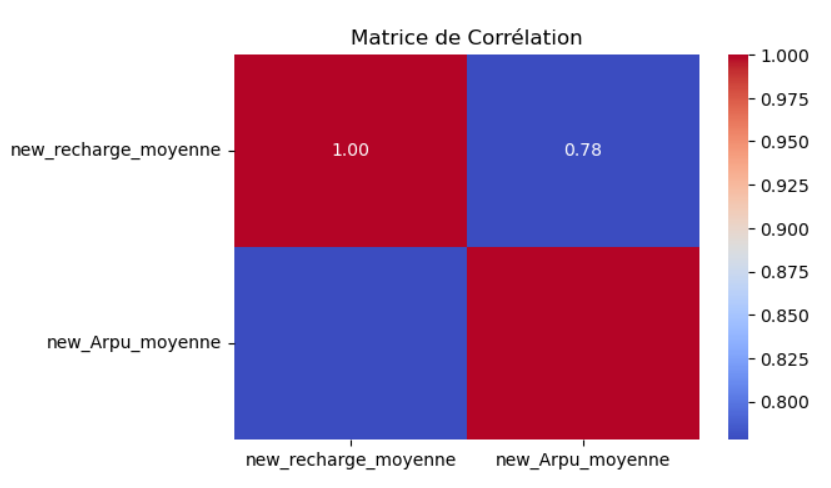 Matrice de Corrélation
new_recharge_moyenne
1.00
0.78
new_Arpu_moyenne
new_recharge_moyenne
new_Arpu_moyenne
1.000
0.975
0.950
0.925
0.900
0.875
0.850
0.825
0.800